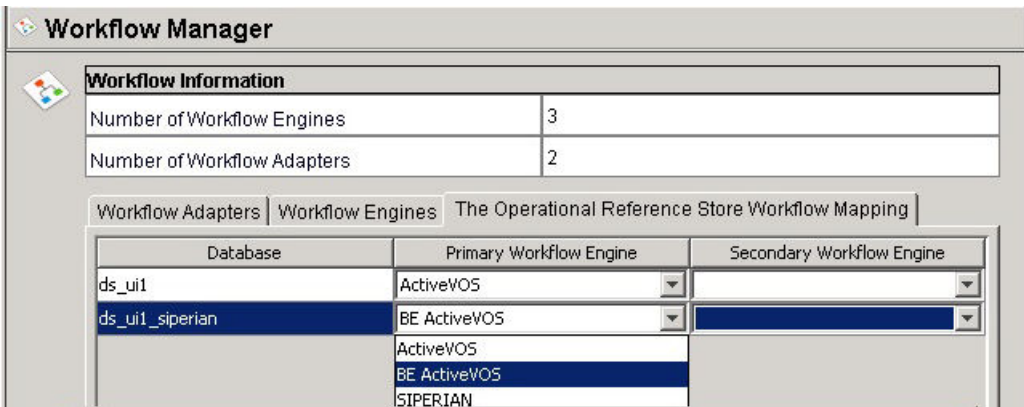 Workflow Manager
Workflow Information
Number of Workflow Engines 3
Number of Workflow Adapters 2
Workflow Adapters Workflow Engines The Operational Reference Store Workflow Mapping
Database Primary Workflow Engine Secondary Workflow Engine
ds_ui1 ActiveVOS
ds_ui1_siperian BE ActiveVOS
ActiveVOS
BE ActiveVOS
SIPERIAN